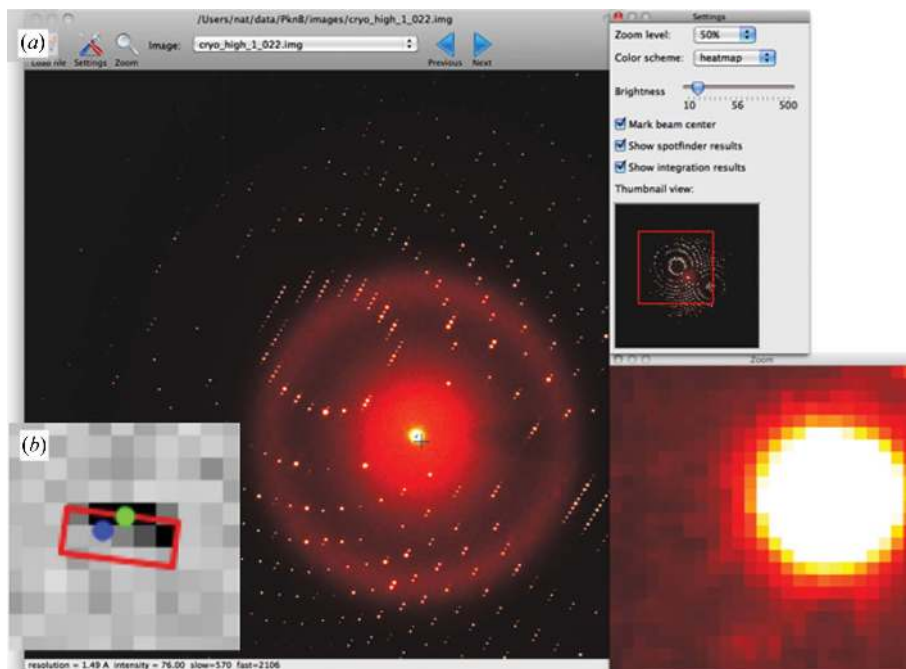 /Users/nat/data/PknB/images/cryo_high_1_022.img
(a)
Image: cryo_high_1_022.img
Load file Settings Zoom Previous Next
Settings
Zoom level: 50%
Color scheme: heatmap
Brightness
10 56 500
Mark beam center
Show spotfinder results
Show integration results
Thumbnail view:
Zoom
(b)
resolution = 1.49 A intensity = 76.00 slow=570 fast=2106